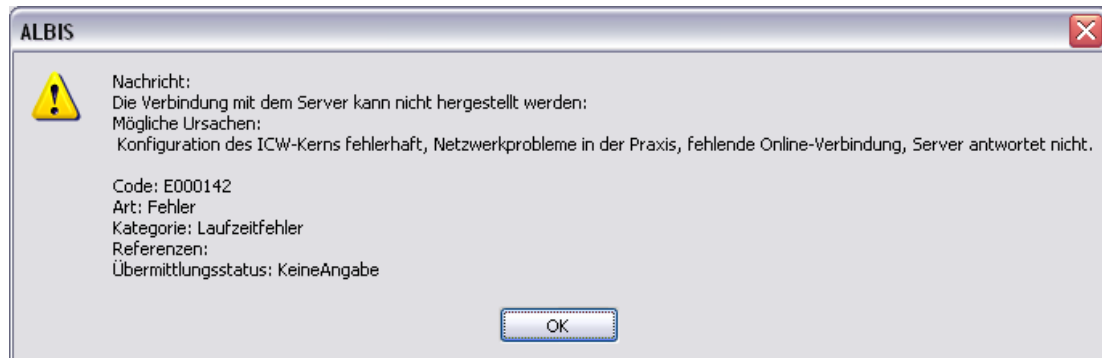 ALBIS
Nachricht:
Die Verbindung mit dem Server kann nicht hergestellt werden:
Mögliche Ursachen:
Konfiguration des ICW-Kerns fehlerhaft, Netzwerkprobleme in der Praxis, fehlende Online-Verbindung, Server antwortet nicht.
Code: E000142
Art: Fehler
Kategorie: Laufzeitfehler
Referenzen:
Übermittlungsstatus: KeineAngabe
OK